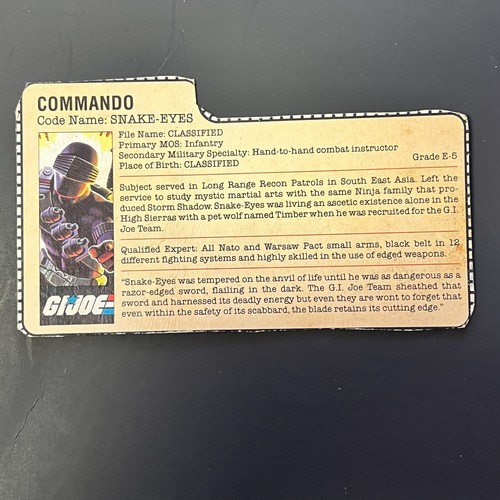 COMMANDO
Code Name: SNAKE-EYES
File Name: CLASSIFIED
Primary MOS: Infantry
Secondary Military Specialty: Hand-to-hand combat instructor
Place of Birth: CLASSIFIED
Grade E-5
Subject served in Long Range Recon Patrols in South East Asia. Left the
service to study mystic martial arts with the same Ninja family that pro-
duced Storm Shadow. Snake-Eyes was living an ascetic existence alone in the
High Sierras with a pet wolf named Timber when he was recruited for the G.I.
Joe Team.
Qualified Expert: All Nato and Warsaw Pact small arms, black belt in 12
different fighting systems and highly skilled in the use of edged weapons.
"Snake-Eyes was tempered on the anvil of life until he was as dangerous as a
razor-edged sword, flailing in the dark. The G.I. Joe Team sheathed that
sword and harnessed its deadly energy but even they are wont to forget that
even within the safety of its scabbard, the blade retains its cutting edge."
G.I. JOE